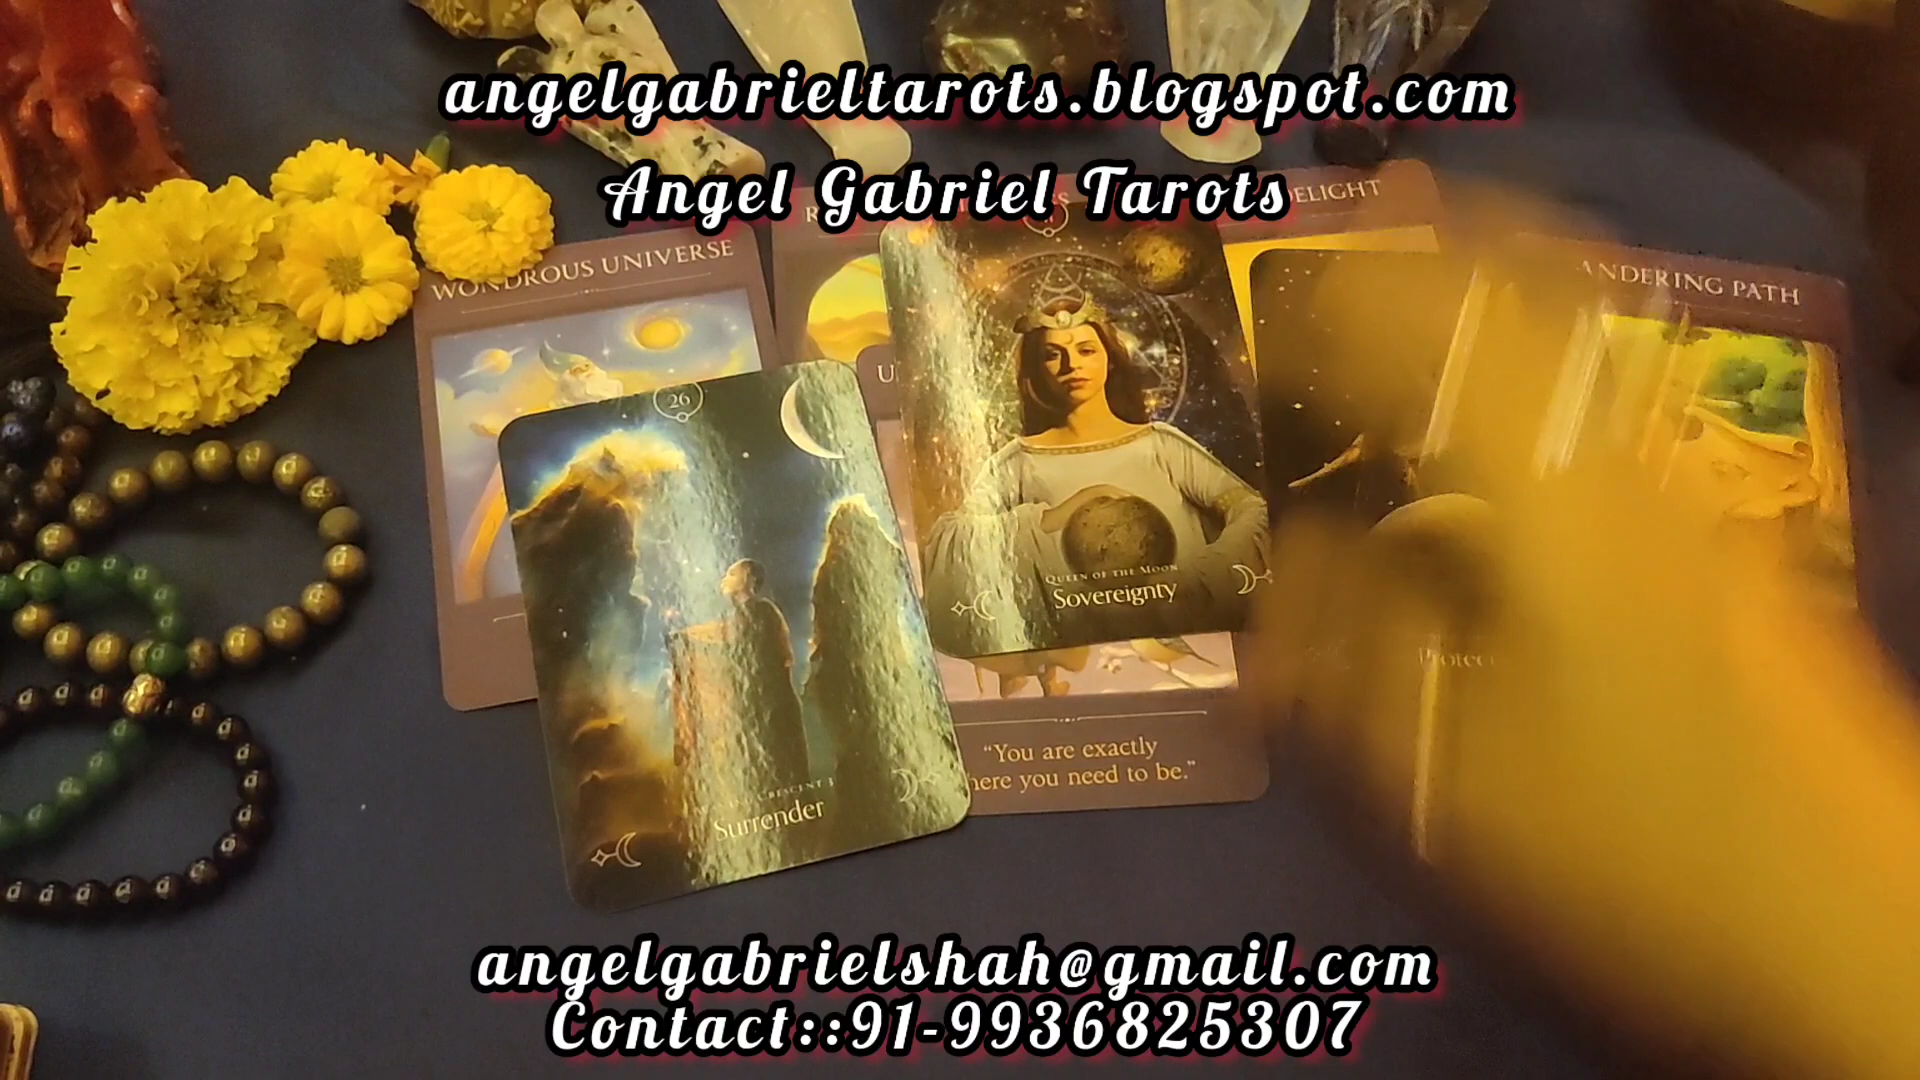 angelgabrieltarots.blogspot.com
Angel Gabriel Tarots
DELIGHT
WONDROUS UNIVERSE
ANDERING PATH
26
QUEEN OF THE MOON
Sovereignty
"You are exactly
here you need to be."
Surrender
angelgabrielshah@gmail.com
Contact::91-9936825307